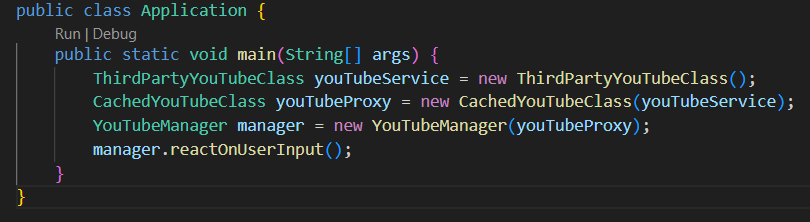 public class Application {
Run | Debug
public static void main(String[] args) {
ThirdPartyYouTubeClass youTubeService = new ThirdPartyYouTubeClass();
CachedYouTubeClass youTubeProxy = new CachedYouTubeClass(youTubeService);
YouTubeManager manager = new YouTubeManager(youTubeProxy);
manager.reactOnUserInput();
}
}